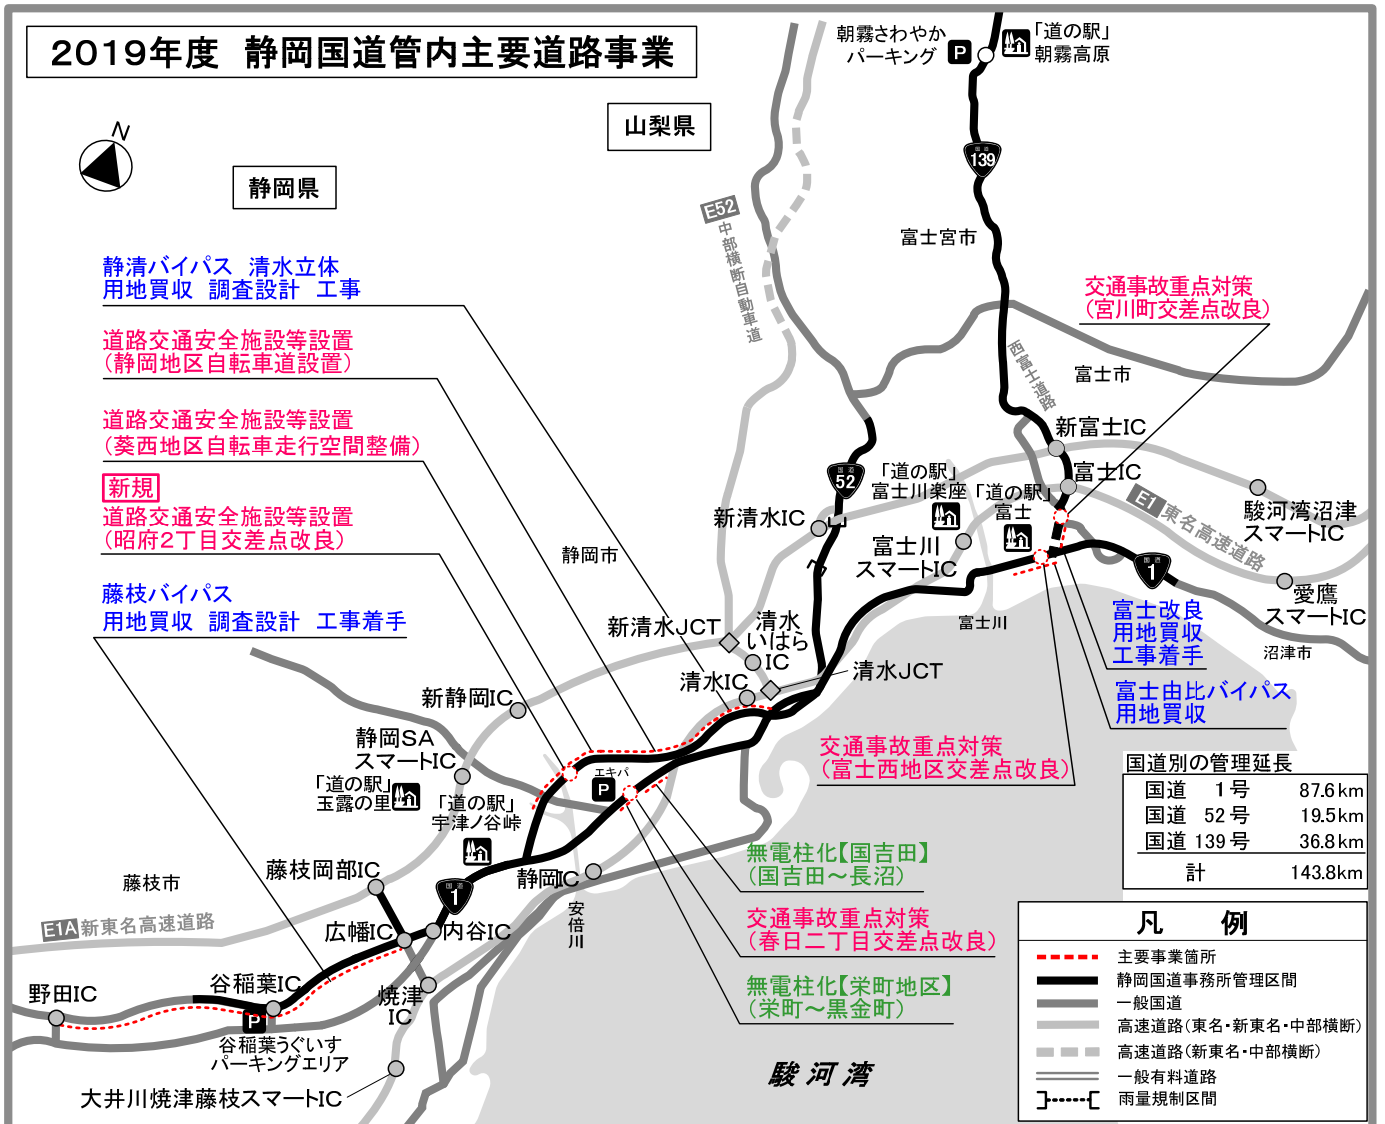 2019年度 静岡国道管内主要道路事業
朝霧さわやか
パーキング
P
「道の駅」
朝霧高原
山梨県
N
静岡県
国道
139
E52
中部横断自動車道
富士宮市
静清バイパス 清水立体
用地買収 調査設計 工事
交通事故重点対策
(宮川町交差点改良)
道路交通安全施設等設置
(静岡地区自転車道設置)
西富士道路
富士市
道路交通安全施設等設置
(葵西地区自転車走行空間整備)
新富士IC
富士IC
国道
52
「道の駅」
富士川楽座
「道の駅」
富士
新規
道路交通安全施設等設置
(昭府2丁目交差点改良)
E1 東名高速道路
駿河湾沼津
スマートIC
新清水IC
静岡市
富士川
スマートIC
国道
1
愛鷹
スマートIC
藤枝バイパス
用地買収 調査設計 工事着手
富士改良
用地買収
工事着手
新清水JCT
清水
いはら
IC
富士川
沼津市
清水IC
清水JCT
富士由比バイパス
用地買収
新静岡IC
静岡SA
スマートIC
交通事故重点対策
(富士西地区交差点改良)
国道別の管理延長
国道 1号 87.6km
国道 52号 19.5km
国道 139号 36.8km
計 143.8km
エキパ
P
「道の駅」
玉露の里
「道の駅」
宇津ノ谷峠
無電柱化【国吉田】
(国吉田～長沼)
藤枝市
藤枝岡部IC
静岡IC
国道
1
安倍川
交通事故重点対策
(春日二丁目交差点改良)
E1A 新東名高速道路
広幡IC
内谷IC
無電柱化【栄町地区】
(栄町～黒金町)
野田IC
谷稲葉IC
焼津
IC
P
谷稲葉うぐいす
パーキングエリア
大井川焼津藤枝スマートIC
駿河湾
凡 例
主要事業箇所
静岡国道事務所管理区間
一般国道
高速道路(東名・新東名・中部横断)
高速道路(新東名・中部横断)
一般有料道路
雨量規制区間